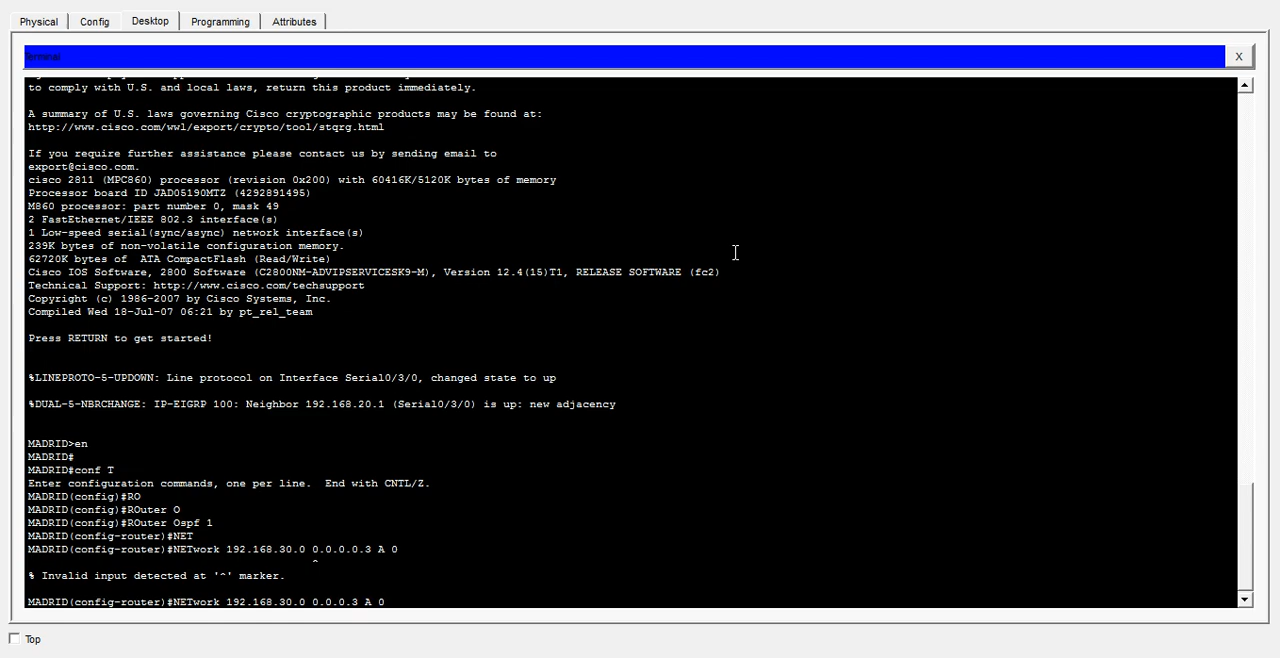 Physical
Config
Desktop
Programming
Attributes
Terminal
X
to comply with U.S. and local laws, return this product immediately.
A summary of U.S. laws governing Cisco cryptographic products may be found at:
http://www.cisco.com/wwl/export/crypto/tool/stqrg.html
If you require further assistance please contact us by sending email to
export@cisco.com.
cisco 2811 (MPC860) processor (revision 0x200) with 60416K/5120K bytes of memory
Processor board ID JAD05190MTZ (4292891495)
M860 processor: part number 0, mask 49
2 FastEthernet/IEEE 802.3 interface(s)
1 Low-speed serial(sync/async) network interface(s)
239K bytes of non-volatile configuration memory.
62720K bytes of  ATA CompactFlash (Read/Write)
Cisco IOS Software, 2800 Software (C2800NM-ADVIPSERVICESK9-M), Version 12.4(15)T1, RELEASE SOFTWARE (fc2)
Technical Support: http://www.cisco.com/techsupport
Copyright (c) 1986-2007 by Cisco Systems, Inc.
Compiled Wed 18-Jul-07 06:21 by pt_rel_team
Press RETURN to get started!
%LINEPROTO-5-UPDOWN: Line protocol on Interface Serial0/3/0, changed state to up
%DUAL-5-NBRCHANGE: IP-EIGRP 100: Neighbor 192.168.20.1 (Serial0/3/0) is up: new adjacency
MADRID>en
MADRID#
MADRID#conf T
Enter configuration commands, one per line.  End with CNTL/Z.
MADRID(config)#RO
MADRID(config)#ROuter O
MADRID(config)#ROuter Ospf 1
MADRID(config-router)#NET
MADRID(config-router)#NETwork 192.168.30.0 0.0.0.0.3 A 0
^
% Invalid input detected at '^' marker.
MADRID(config-router)#NETwork 192.168.30.0 0.0.0.3 A 0
Top